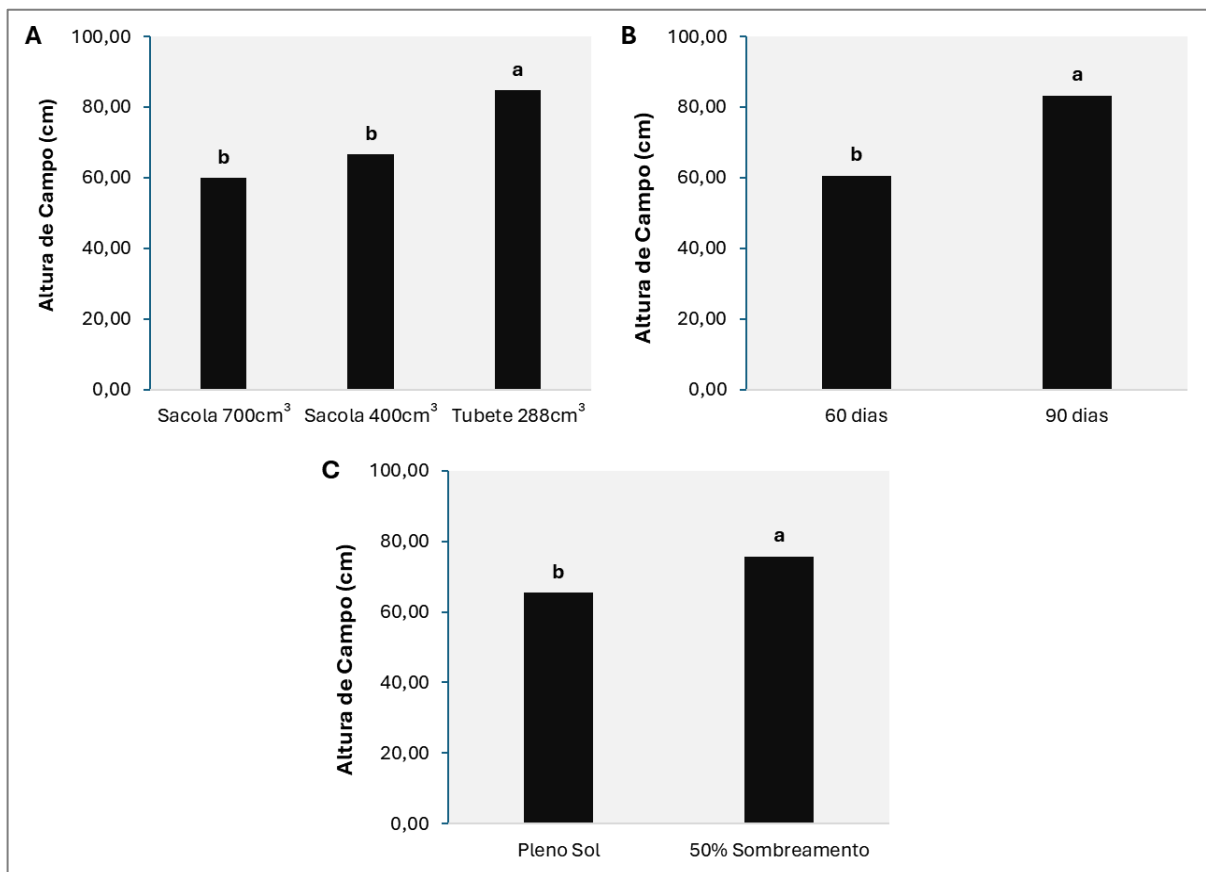 A
Altura de Campo (cm)
100,00
80,00
60,00
40,00
20,00
0,00
b
b
a
Sacola 700cm³ Sacola 400cm³ Tubete 288cm³
B
Altura de Campo (cm)
100,00
80,00
60,00
40,00
20,00
0,00
b
a
60 dias 90 dias
C
Altura de Campo (cm)
100,00
80,00
60,00
40,00
20,00
0,00
b
a
Pleno Sol 50% Sombreamento